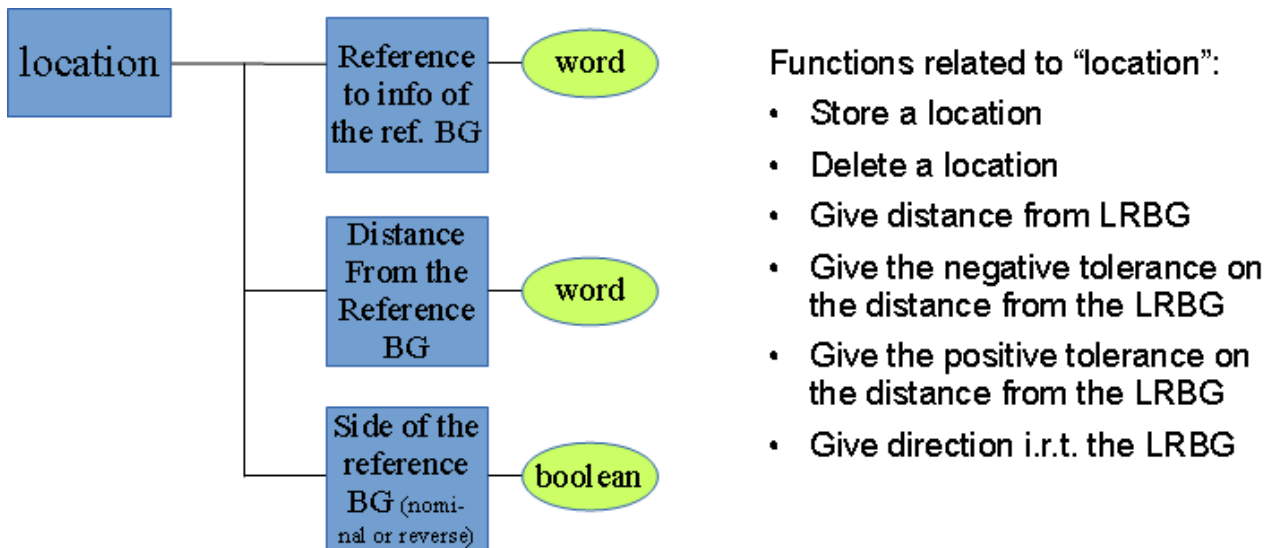 location
Reference
to info of
the ref. BG
word
Distance
From the
Reference
BG
word
Side of the
reference
BG (nomi-
nal or reverse)
boolean
Functions related to “location”:
• Store a location
• Delete a location
• Give distance from LRBG
• Give the negative tolerance on
the distance from the LRBG
• Give the positive tolerance on
the distance from the LRBG
• Give direction i.r.t. the LRBG